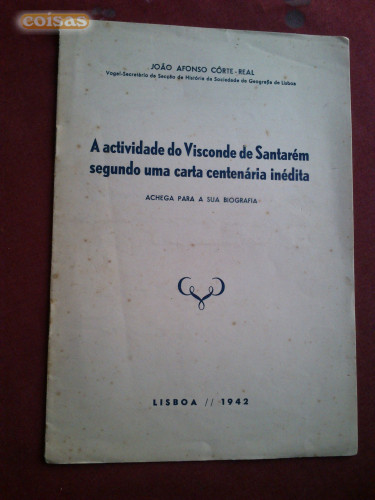 coisas
JOÃO AFONSO CÔRTE-REAL
Vogal-Secretário da Secção de História da Sociedade de Geografia de Lisboa
A actividade do Visconde de Santarém
segundo uma carta centenária inédita
ACHEGA PARA A SUA BIOGRAFIA
LISBOA // 1942